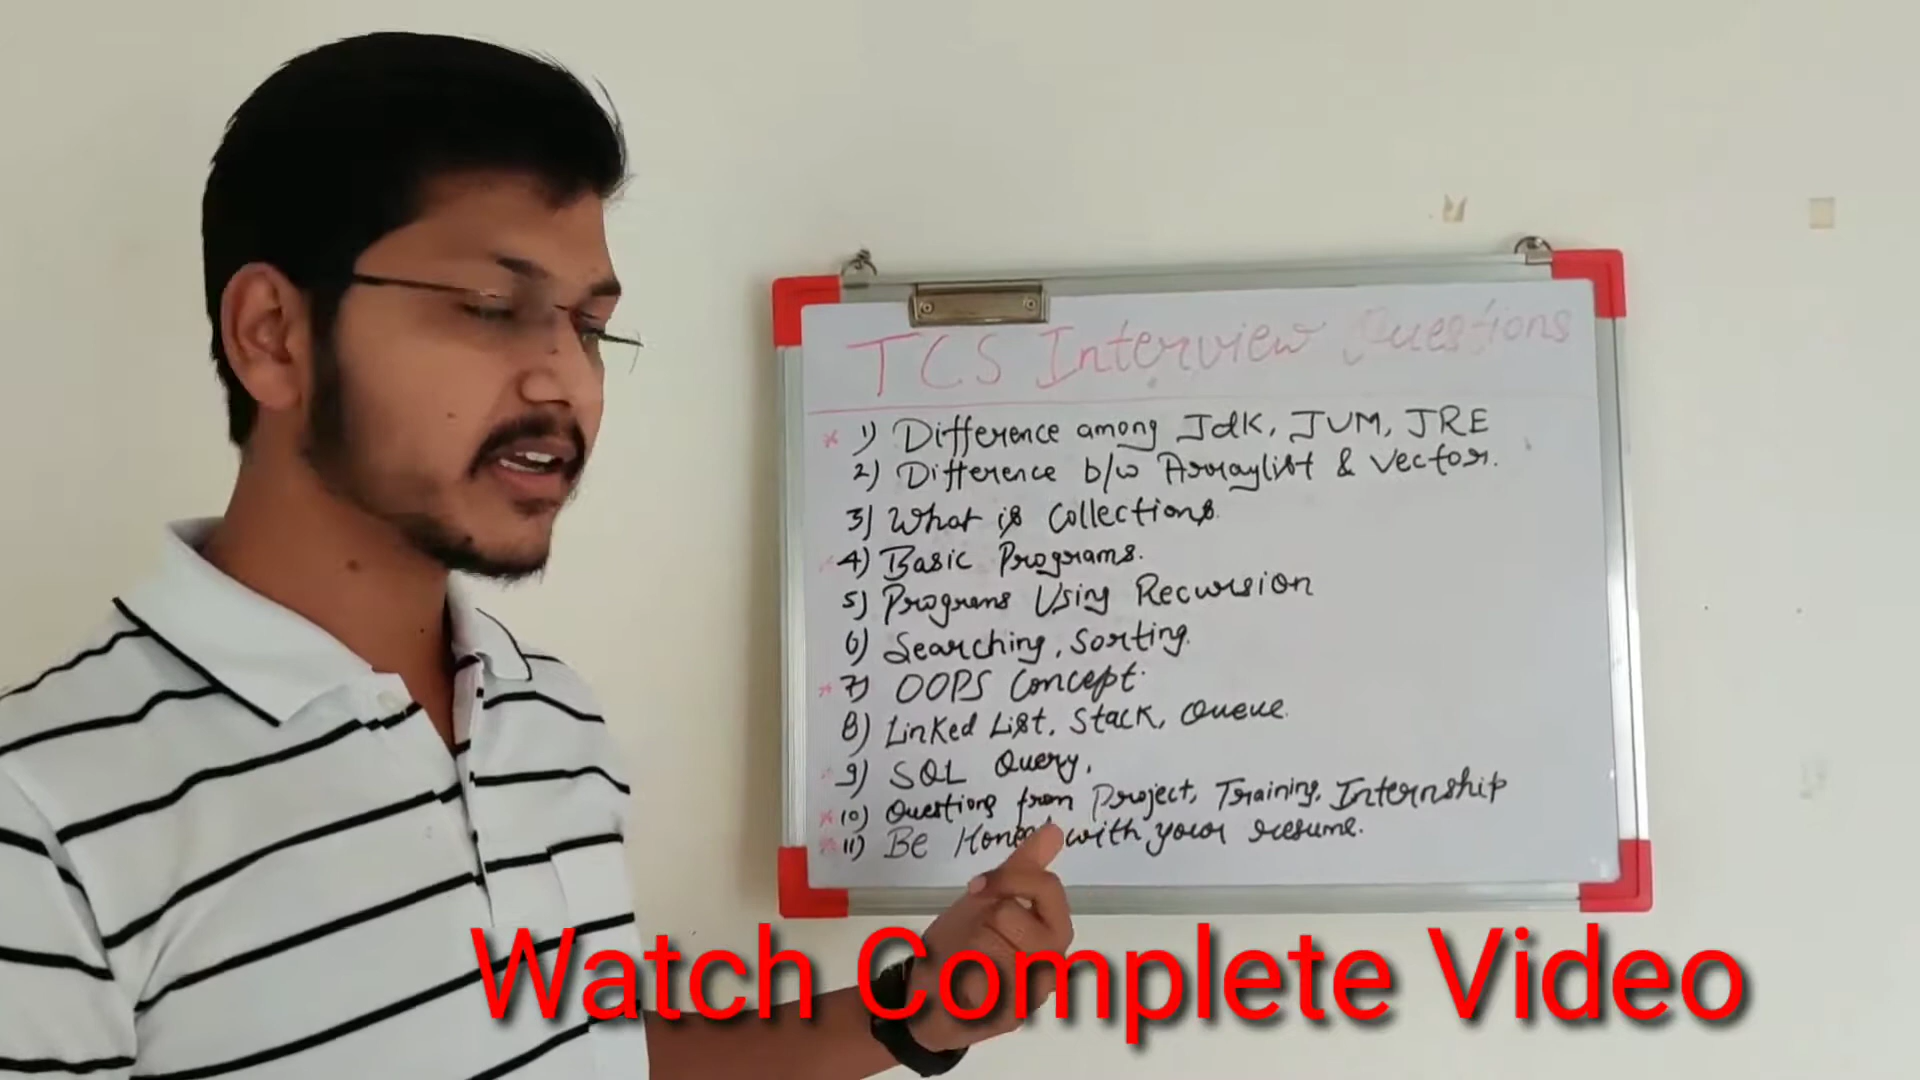 TCS Interview Questions
* 1) Difference among Jdk, JVM, JRE
2) Difference b/w Arraylist & Vector.
3) What is Collections.
* 4) Basic Programs.
5) Programs Using Recursion
6) Searching, Sorting.
* 7) OOPS Concept.
8) Linked List, Stack, Queue.
* 9) SQL Query,
* 10) Questions from Project, Training, Internship
* 11) Be Honest with your resume.
Watch Complete Video